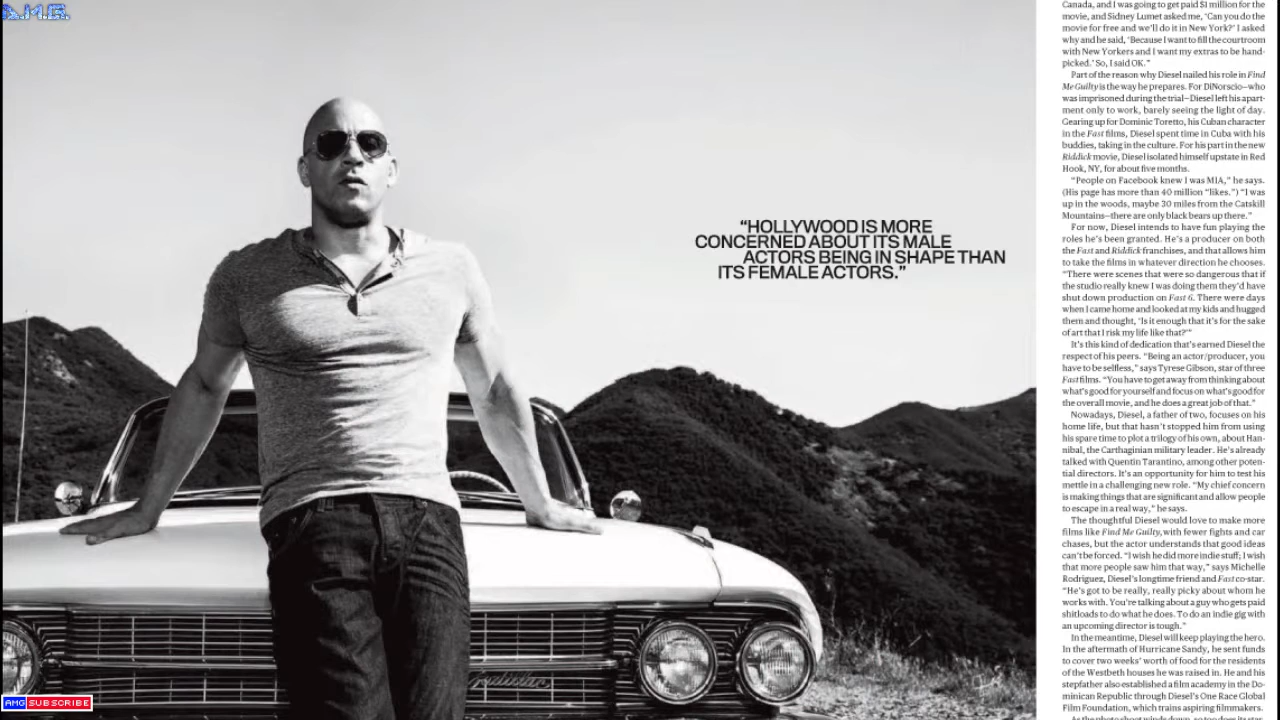 A.M.G.
"HOLLYWOOD IS MORE
CONCERNED ABOUT ITS MALE
ACTORS BEING IN SHAPE THAN
ITS FEMALE ACTORS."
Canada, and I was going to get paid $1 million for the
movie, and Sidney Lumet asked me, 'Can you do the
movie for free and we'll do it in New York?' I asked
why and he said, 'Because I want to fill the courtroom
with New Yorkers and I want my extras to be hand-
picked.' So, I said OK."
Part of the reason why Diesel nailed his role in Find
Me Guilty is the way he prepares. For DiNorscio—who
was imprisoned during the trial—Diesel left his apart-
ment only to work, barely seeing the light of day.
Gearing up for Dominic Toretto, his Cuban character
in the Fast films, Diesel spent time in Cuba with his
buddies, taking in the culture. For his part in the new
Riddick movie, Diesel isolated himself upstate in Red
Hook, NY, for about five months.
"People on Facebook knew I was MIA," he says.
(His page has more than 40 million "likes.") "I was
up in the woods, maybe 30 miles from the Catskill
Mountains—there are only black bears up there."
For now, Diesel intends to have fun playing the
roles he's been granted. He's a producer on both
the Fast and Riddick franchises, and that allows him
to take the films in whatever direction he chooses.
"There were scenes that were so dangerous that if
the studio really knew I was doing them they'd have
shut down production on Fast 6. There were days
when I came home and looked at my kids and hugged
them and thought, 'Is it enough that it's for the sake
of art that I risk my life like that?'"
It's this kind of dedication that's earned Diesel the
respect of his peers. "Being an actor/producer, you
have to be selfless," says Tyrese Gibson, star of three
Fast films. "You have to get away from thinking about
what's good for yourself and focus on what's good for
the overall movie, and he does a great job of that."
Nowadays, Diesel, a father of two, focuses on his
home life, but that hasn't stopped him from using
his spare time to plot a trilogy of his own, about Han-
nibal, the Carthaginian military leader. He's already
talked with Quentin Tarantino, among other poten-
tial directors. It's an opportunity for him to test his
mettle in a challenging new role. "My chief concern
is making things that are significant and allow people
to escape in a real way," he says.
The thoughtful Diesel would love to make more
films like Find Me Guilty, with fewer fights and car
chases, but the actor understands that good ideas
can't be forced. "I wish he did more indie stuff; I wish
that more people saw him that way," says Michelle
Rodriguez, Diesel's longtime friend and Fast co-star.
"He's got to be really, really picky about whom he
works with. You're talking about a guy who gets paid
shitloads to do what he does. To do an indie gig with
an upcoming director is tough."
In the meantime, Diesel will keep playing the hero.
In the aftermath of Hurricane Sandy, he sent funds
to cover two weeks' worth of food for the residents
of the Westbeth houses he was raised in. He and his
stepfather also established a film academy in the Do-
minican Republic through Diesel's One Race Global
Film Foundation, which trains aspiring filmmakers.
As the photo shoot winds down, so too does its star.
Cadillac
AMG SUBSCRIBE